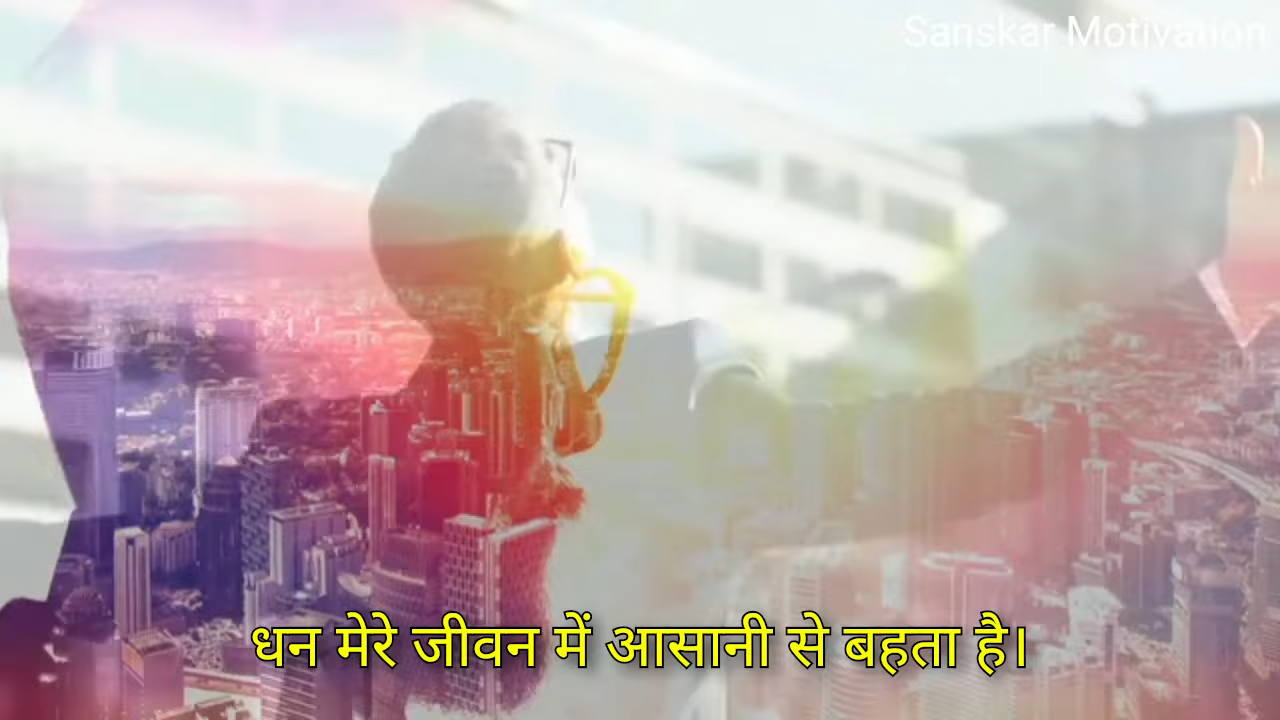 Sanskar Motivation
धन मेरे जीवन में आसानी से बहता है।